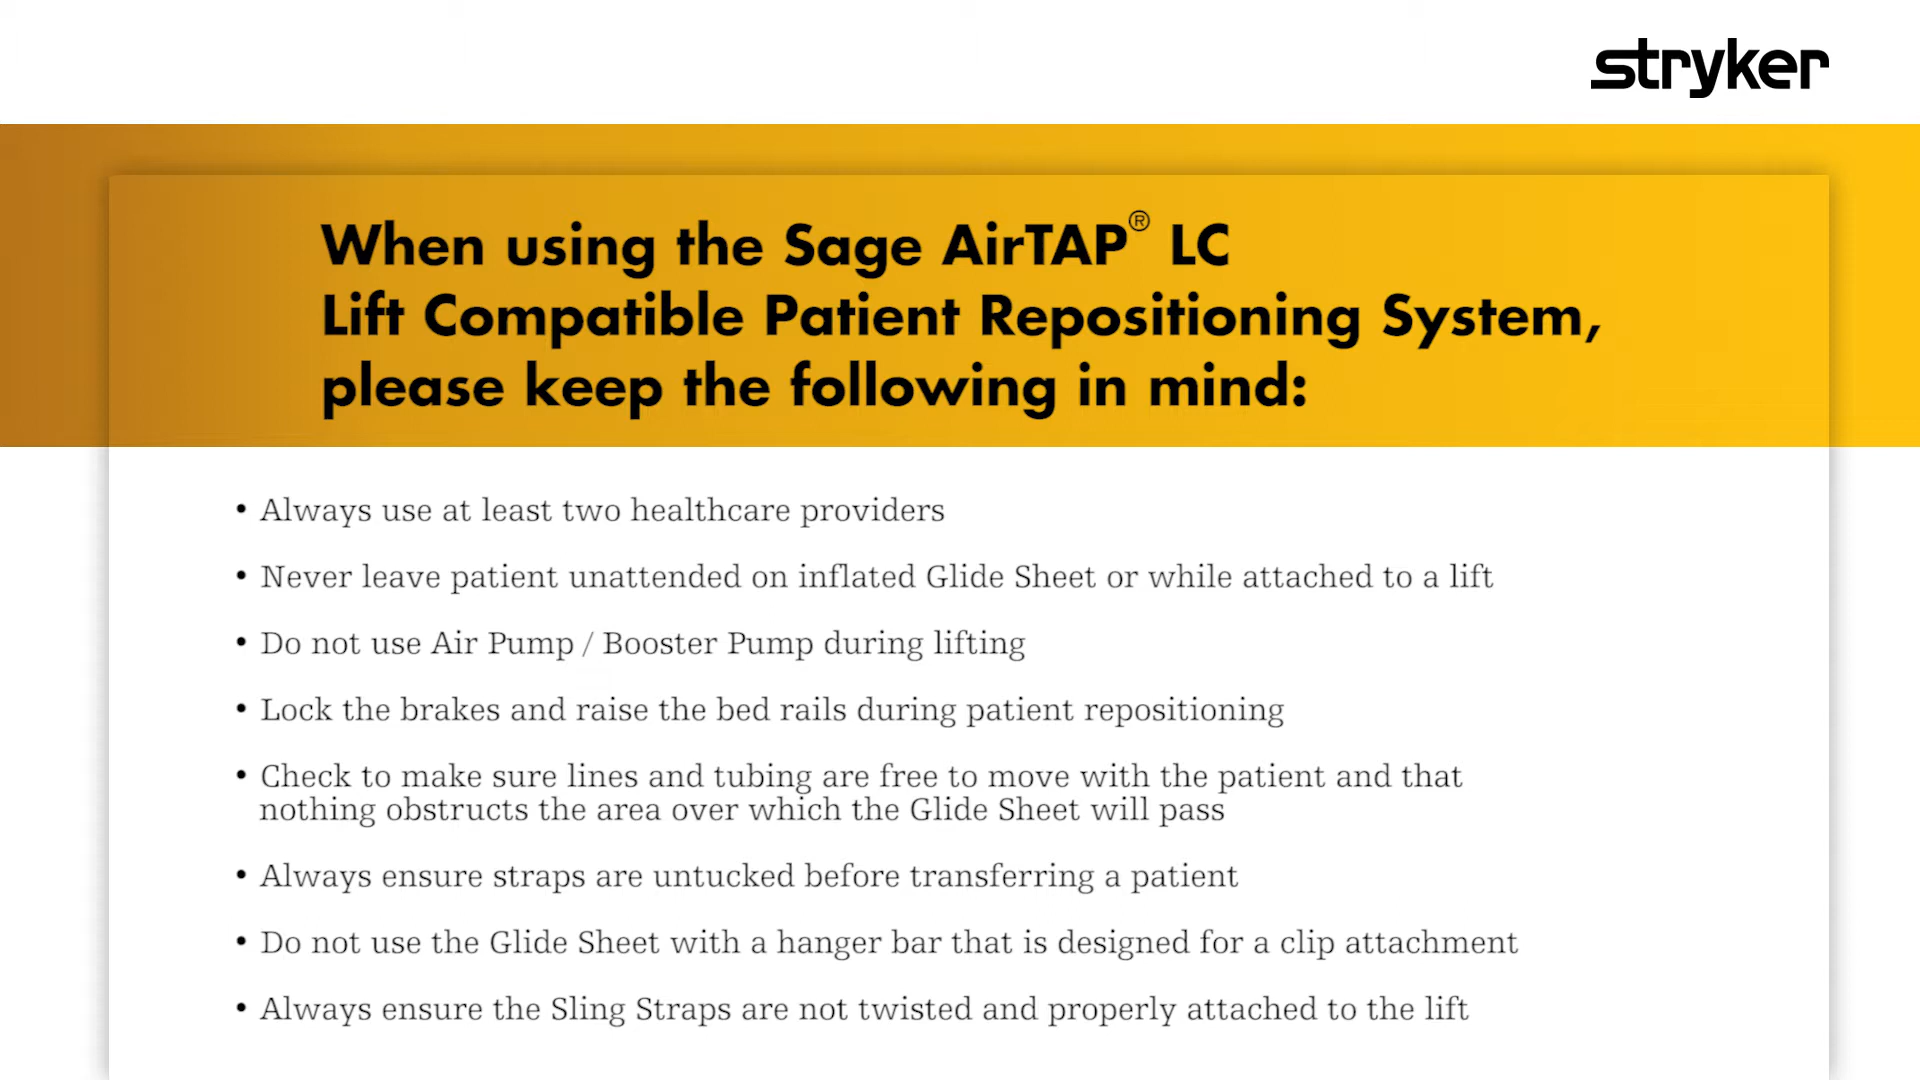 stryker
When using the Sage AirTAP® LC
Lift Compatible Patient Repositioning System,
please keep the following in mind:
• Always use at least two healthcare providers
• Never leave patient unattended on inflated Glide Sheet or while attached to a lift
• Do not use Air Pump / Booster Pump during lifting
• Lock the brakes and raise the bed rails during patient repositioning
• Check to make sure lines and tubing are free to move with the patient and that
nothing obstructs the area over which the Glide Sheet will pass
• Always ensure straps are untucked before transferring a patient
• Do not use the Glide Sheet with a hanger bar that is designed for a clip attachment
• Always ensure the Sling Straps are not twisted and properly attached to the lift